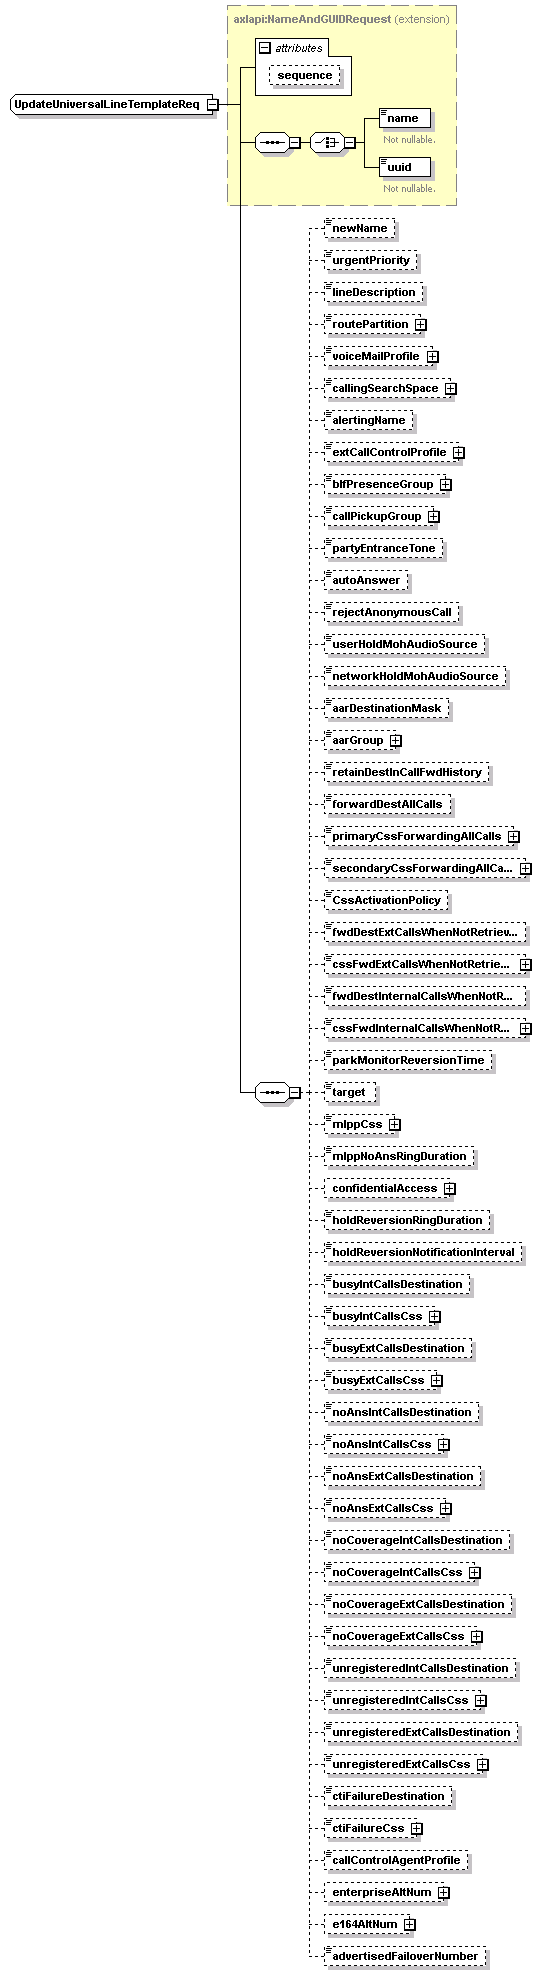 axlapi:NameAndGUIDRequest (extension)
attributes
sequence
UpdateUniversalLineTemplateReq
name
Not nullable.
uuid
Not nullable.
newName
urgentPriority
lineDescription
routePartition
voiceMailProfile
callingSearchSpace
alertingName
extCallControlProfile
blfPresenceGroup
callPickupGroup
partyEntranceTone
autoAnswer
rejectAnonymousCall
userHoldMohAudioSource
networkHoldMohAudioSource
aarDestinationMask
aarGroup
retainDestInCallFwdHistory
forwardDestAllCalls
primaryCssForwardingAllCalls
secondaryCssForwardingAllCa...
CssActivationPolicy
fwdDestExtCallsWhenNotRetriev...
cssFwdExtCallsWhenNotRetrie...
fwdDestInternalCallsWhenNotR...
cssFwdInternalCallsWhenNotR...
parkMonitorReversionTime
target
mlppCss
mlppNoAnsRingDuration
confidentialAccess
holdReversionRingDuration
holdReversionNotificationInterval
busyIntCallsDestination
busyIntCallsCss
busyExtCallsDestination
busyExtCallsCss
noAnsIntCallsDestination
noAnsIntCallsCss
noAnsExtCallsDestination
noAnsExtCallsCss
noCoverageIntCallsDestination
noCoverageIntCallsCss
noCoverageExtCallsDestination
noCoverageExtCallsCss
unregisteredIntCallsDestination
unregisteredIntCallsCss
unregisteredExtCallsDestination
unregisteredExtCallsCss
ctiFailureDestination
ctiFailureCss
callControlAgentProfile
enterpriseAltNum
e164AltNum
advertisedFailoverNumber